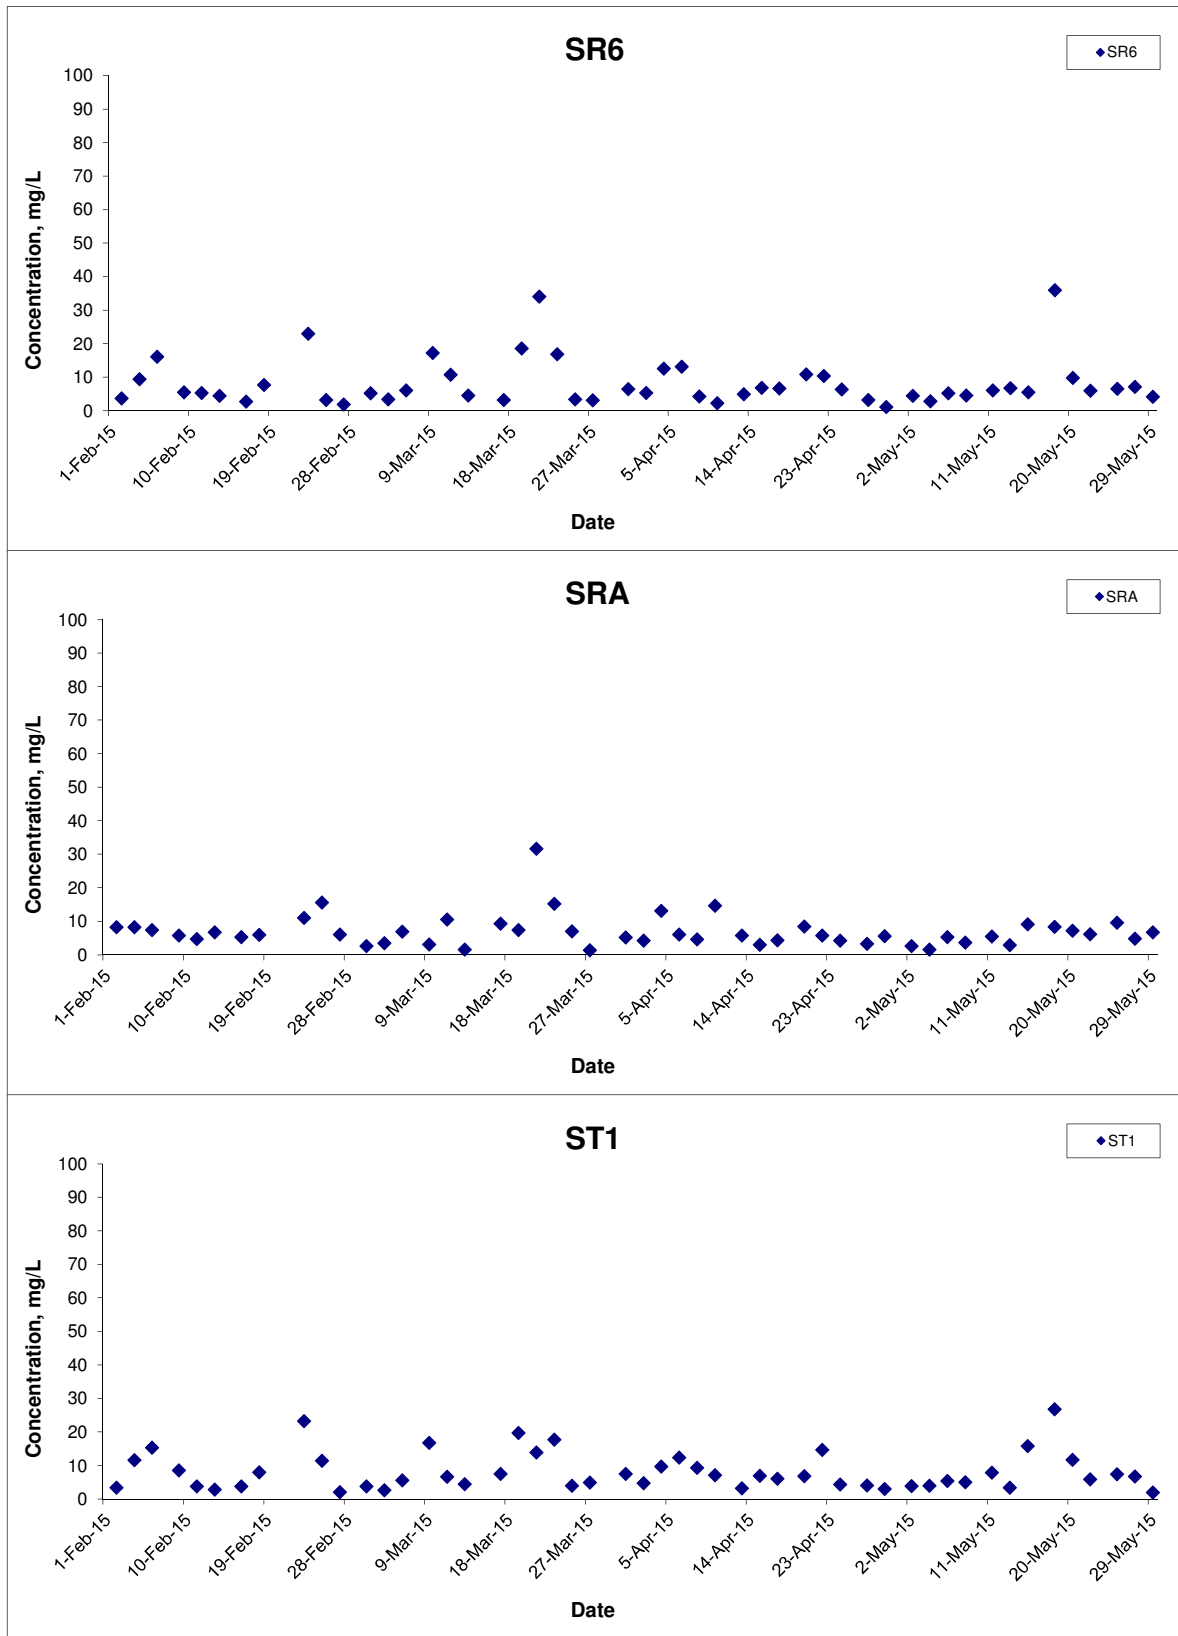 SR6
SR6
Concentration, mg/L
100
90
80
70
60
50
40
30
20
10
0
1-Feb-15
10-Feb-15
19-Feb-15
28-Feb-15
9-Mar-15
18-Mar-15
27-Mar-15
5-Apr-15
14-Apr-15
23-Apr-15
2-May-15
11-May-15
20-May-15
29-May-15
Date
SRA
SRA
Concentration, mg/L
100
90
80
70
60
50
40
30
20
10
0
1-Feb-15
10-Feb-15
19-Feb-15
28-Feb-15
9-Mar-15
18-Mar-15
27-Mar-15
5-Apr-15
14-Apr-15
23-Apr-15
2-May-15
11-May-15
20-May-15
29-May-15
Date
ST1
ST1
Concentration, mg/L
100
90
80
70
60
50
40
30
20
10
0
1-Feb-15
10-Feb-15
19-Feb-15
28-Feb-15
9-Mar-15
18-Mar-15
27-Mar-15
5-Apr-15
14-Apr-15
23-Apr-15
2-May-15
11-May-15
20-May-15
29-May-15
Date